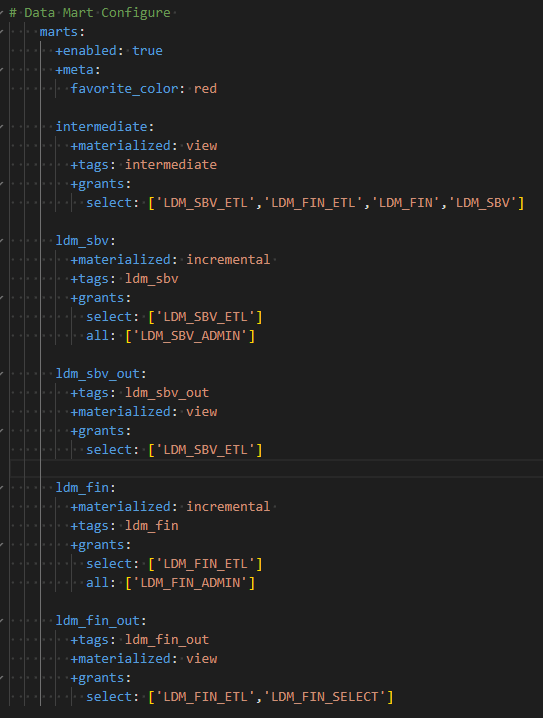 # Data Mart Configure
marts:
+enabled: true
+meta:
favorite_color: red
intermediate:
+materialized: view
+tags: intermediate
+grants:
select: ['LDM_SBV_ETL','LDM_FIN_ETL','LDM_FIN','LDM_SBV']
ldm_sbv:
+materialized: incremental
+tags: ldm_sbv
+grants:
select: ['LDM_SBV_ETL']
all: ['LDM_SBV_ADMIN']
ldm_sbv_out:
+tags: ldm_sbv_out
+materialized: view
+grants:
select: ['LDM_SBV_ETL']
ldm_fin:
+materialized: incremental
+tags: ldm_fin
+grants:
select: ['LDM_FIN_ETL']
all: ['LDM_FIN_ADMIN']
ldm_fin_out:
+tags: ldm_fin_out
+materialized: view
+grants:
select: ['LDM_FIN_ETL','LDM_FIN_SELECT']